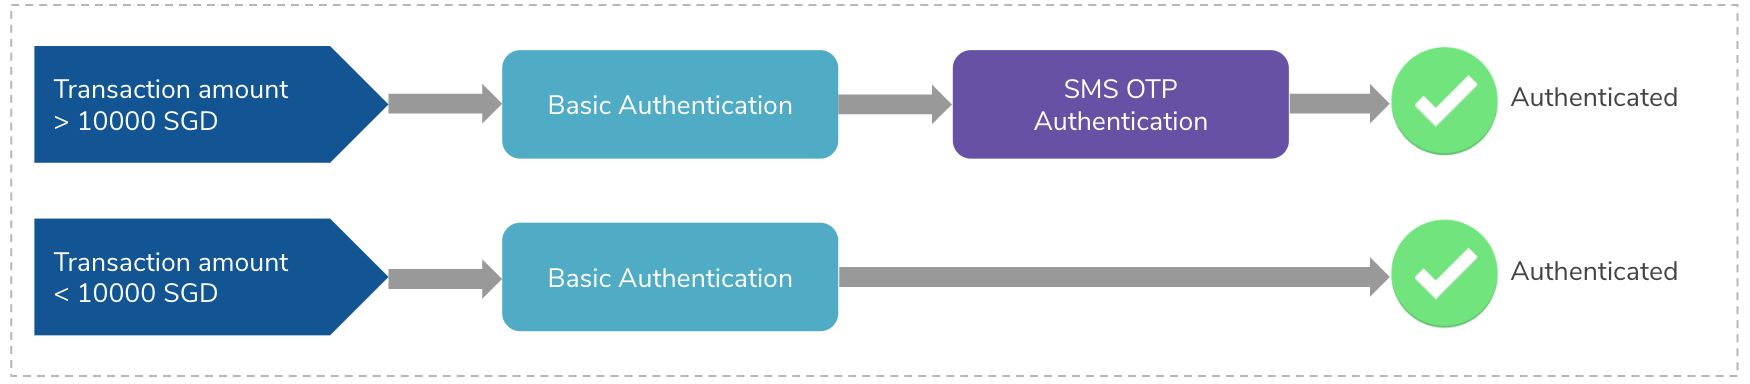 Transaction amount
> 10000 SGD
Basic Authentication
SMS OTP
Authentication
Authenticated
Transaction amount
< 10000 SGD
Basic Authentication
Authenticated